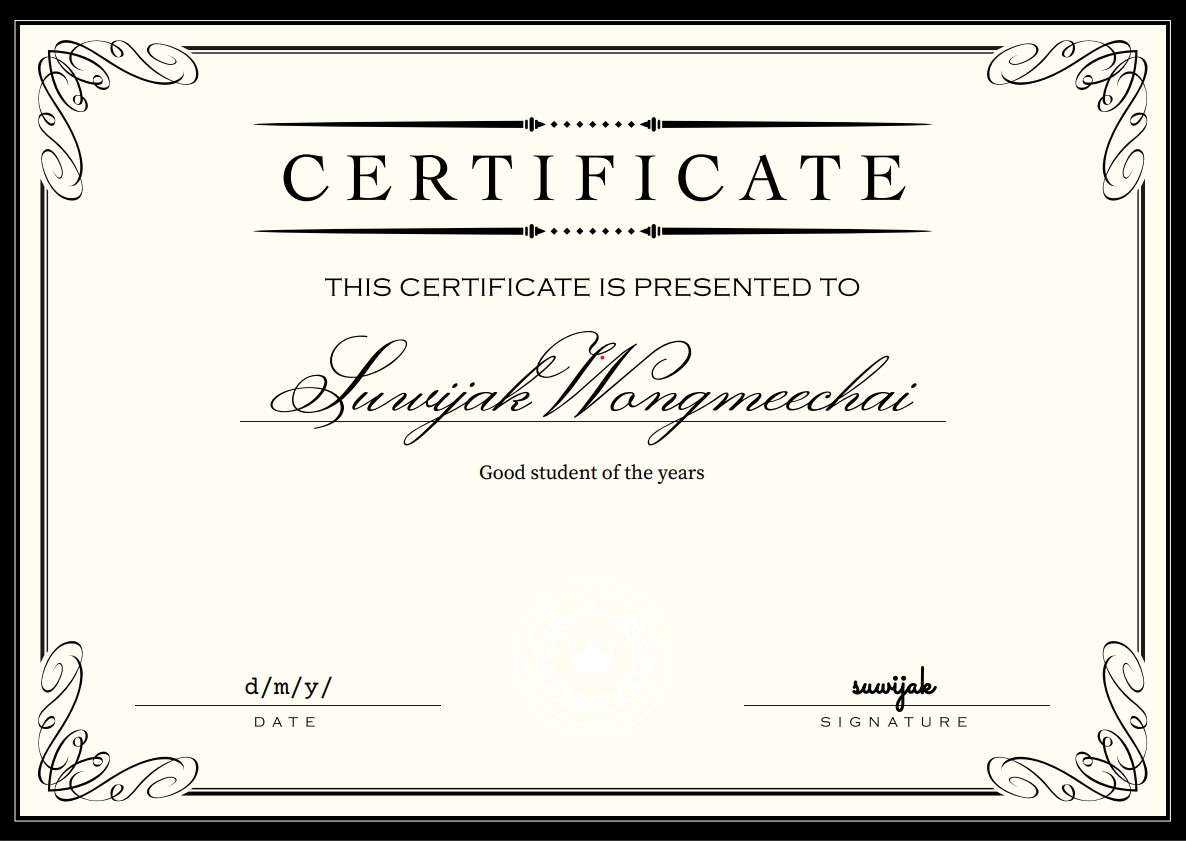 CERTIFICATE
THIS CERTIFICATE IS PRESENTED TO
Suwijak Wongmeechai
Good student of the years
d/m/y/
DATE
suwijak
SIGNATURE